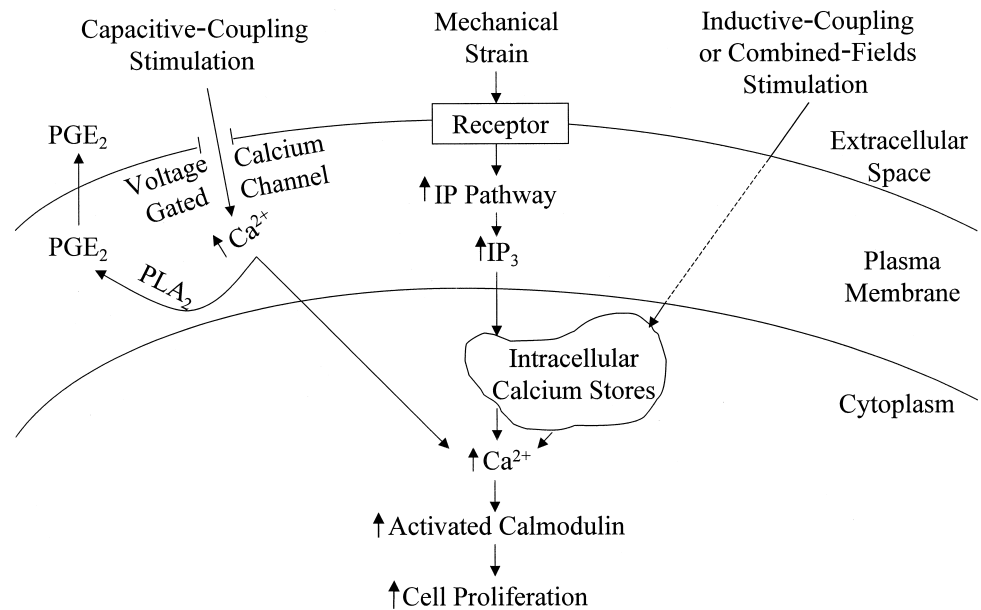 Capacitive-Coupling
Stimulation
Mechanical
Strain
Inductive-Coupling
or Combined-Fields
Stimulation
Receptor
Extracellular
Space
PGE₂
Voltage
Gated
Calcium
Channel
↑IP Pathway
PGE₂
↑Ca²⁺
↑IP₃
PLA₂
Plasma
Membrane
Intracellular
Calcium Stores
Cytoplasm
↑Ca²⁺
↑Activated Calmodulin
↑Cell Proliferation